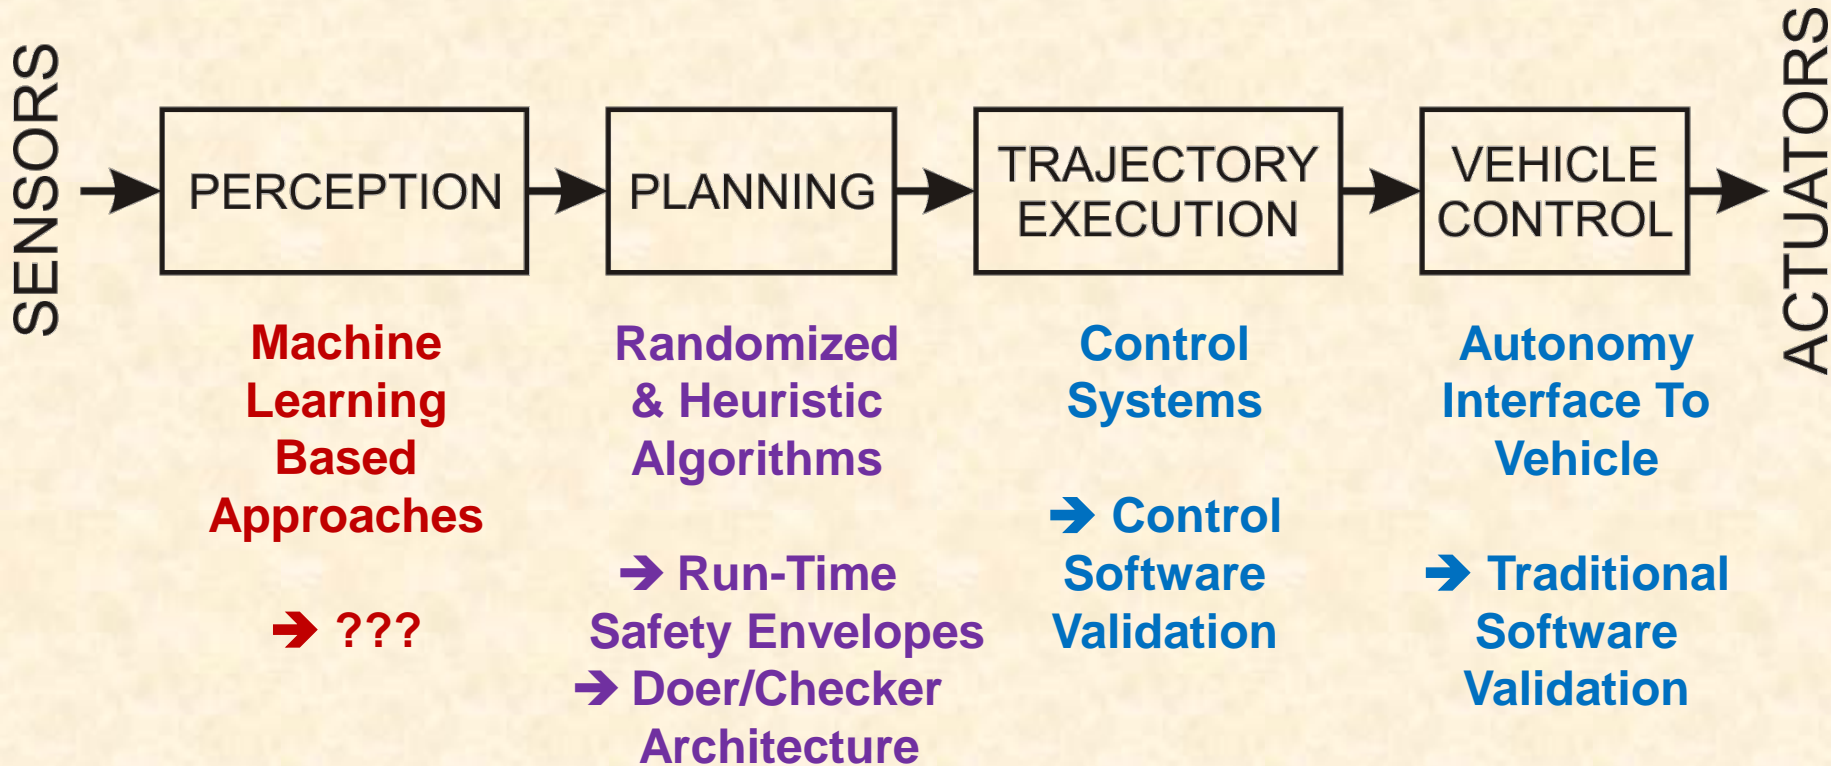 SENSORS
PERCEPTION
PLANNING
TRAJECTORY
EXECUTION
VEHICLE
CONTROL
ACTUATORS
Machine
Learning
Based
Approaches
➔ ???
Randomized
& Heuristic
Algorithms
➔ Run-Time
Safety Envelopes
➔ Doer/Checker
Architecture
Control
Systems
➔ Control
Software
Validation
Autonomy
Interface To
Vehicle
➔ Traditional
Software
Validation